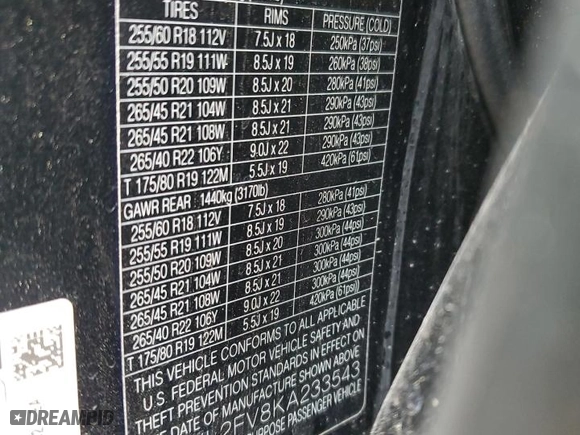 TIRES RIMS PRESSURE (COLD)
255/60 R18 112V 7.5J x 18 250kPa (37psi)
255/55 R19 111W 8.5J x 19 260kPa (38psi)
255/50 R20 109W 8.5J x 20 280kPa (41psi)
265/45 R21 104W 8.5J x 21 290kPa (43psi)
265/45 R21 108W 8.5J x 21 290kPa (43psi)
265/40 R22 106Y 9.0J x 22 290kPa (43psi)
T 175/80 R19 122M 5.5J x 19 420kPa (61psi)
GAWR REAR : 1440kg (3170lb)
255/60 R18 112V 7.5J x 18 280kPa (41psi)
255/55 R19 111W 8.5J x 19 290kPa (43psi)
255/50 R20 109W 8.5J x 20 300kPa (44psi)
265/45 R21 104W 8.5J x 21 300kPa (44psi)
265/45 R21 108W 8.5J x 21 300kPa (44psi)
265/40 R22 106Y 9.0J x 22 300kPa (44psi)
T 175/80 R19 122M 5.5J x 19 420kPa (61psi)
THIS VEHICLE CONFORMS TO ALL APPLICABLE
U.S. FEDERAL MOTOR VEHICLE SAFETY AND
THEFT PREVENTION STANDARDS IN EFFECT ON
THE DATE OF MANUFACTURE SHOWN ABOVE
2FV8KA233543
PURPOSE PASSENGER VEHICLE
© OneCarDeal.com